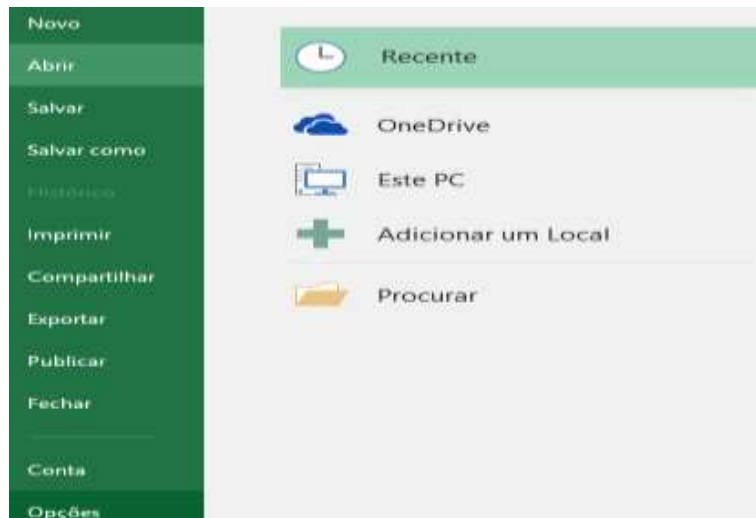 Novo
Abrir
Salvar
Salvar como
Histórico
Imprimir
Compartilhar
Exportar
Publicar
Fechar
Conta
Opções
Recente
OneDrive
Este PC
Adicionar um Local
Procurar